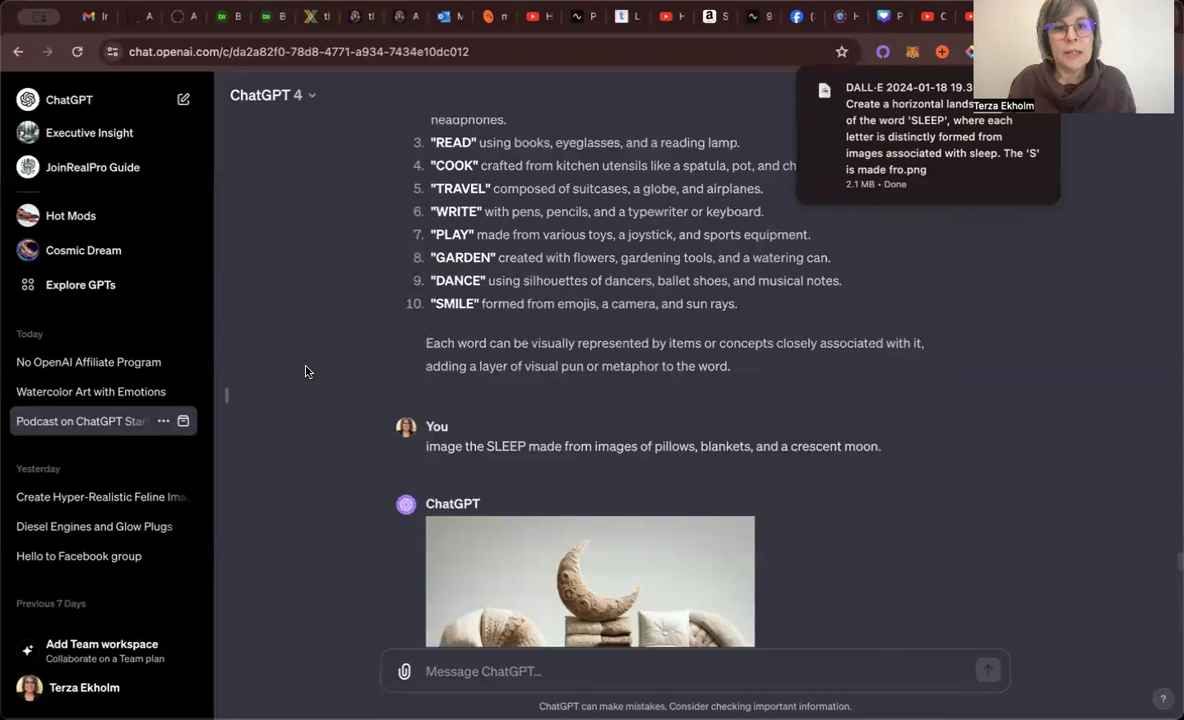 chat.openai.com/c/da2a82f0-78d8-4771-a934-7434e10dc012
ChatGPT
Executive Insight
JoinRealPro Guide
Hot Mods
Cosmic Dream
Explore GPTs
Today
No OpenAI Affiliate Program
Watercolor Art with Emotions
Podcast on ChatGPT Star
Yesterday
Create Hyper-Realistic Feline Ima
Diesel Engines and Glow Plugs
Hello to Facebook group
Previous 7 Days
Add Team workspace
Collaborate on a Team plan
Terza Ekholm
ChatGPT 4
headphones.
3. "READ" using books, eyeglasses, and a reading lamp.
4. "COOK" crafted from kitchen utensils like a spatula, pot, and ch
5. "TRAVEL" composed of suitcases, a globe, and airplanes.
6. "WRITE" with pens, pencils, and a typewriter or keyboard.
7. "PLAY" made from various toys, a joystick, and sports equipment.
8. "GARDEN" created with flowers, gardening tools, and a watering can.
9. "DANCE" using silhouettes of dancers, ballet shoes, and musical notes.
10. "SMILE" formed from emojis, a camera, and sun rays.
Each word can be visually represented by items or concepts closely associated with it,
adding a layer of visual pun or metaphor to the word.
You
image the SLEEP made from images of pillows, blankets, and a crescent moon.
ChatGPT
Message ChatGPT...
ChatGPT can make mistakes. Consider checking important information.
?
DALL·E 2024-01-18 19.3
Create a horizontal lands
of the word 'SLEEP', where each
letter is distinctly formed from
images associated with sleep. The 'S'
is made fro.png
2.1 MB • Done
Terza Ekholm